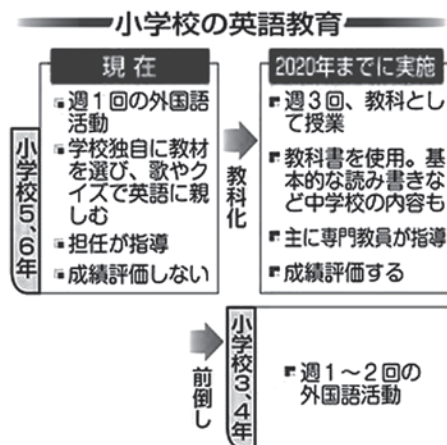 小学校の英語教育
現在
小学校5、6年
週1回の外国語
活動
学校独自に教材
を選び、歌やク
イズで英語に親
しむ
担任が指導
成績評価しない
教科化
2020年までに実施
週3回、教科とし
て授業
教科書を使用。基
本的な読み書きな
ど中学校の内容も
主に専門教員が指導
成績評価する
前倒し
小学校3、4年
週1～2回の
外国語活動